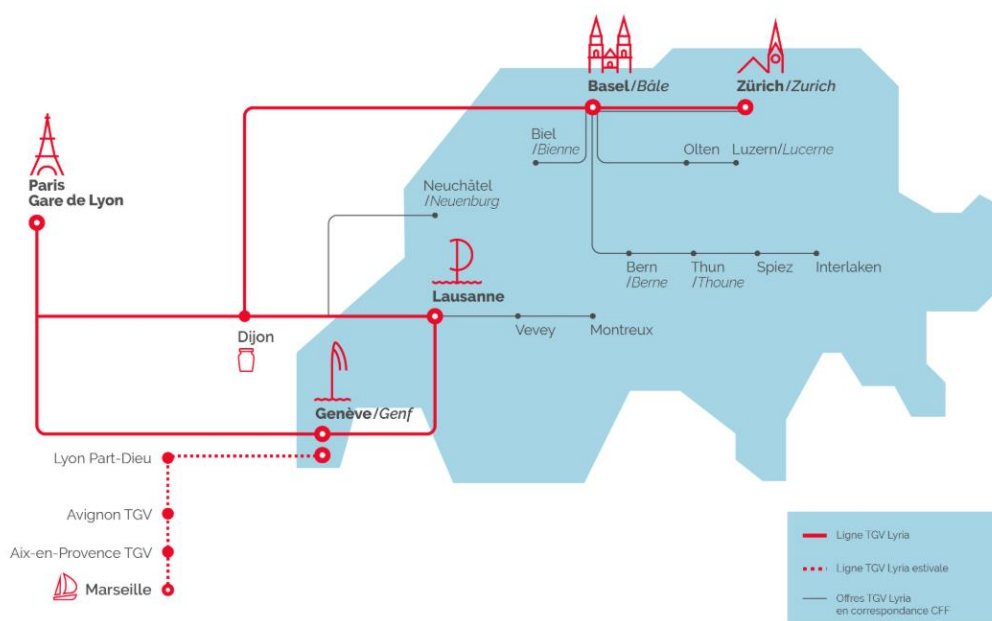 Basel/Bâle
Zürich/Zurich
Biel
/Bienne
Olten
Luzern/Lucerne
Paris
Gare de Lyon
Neuchâtel
/Neuenburg
Bern
/Berne
Thun
/Thoune
Spiez
Interlaken
Lausanne
Dijon
Vevey
Montreux
Genève/Genf
Lyon Part-Dieu
Avignon TGV
Aix-en-Provence TGV
Marseille
Ligne TGV Lyria
Ligne TGV Lyria estivale
Offres TGV Lyria
en correspondance CFF